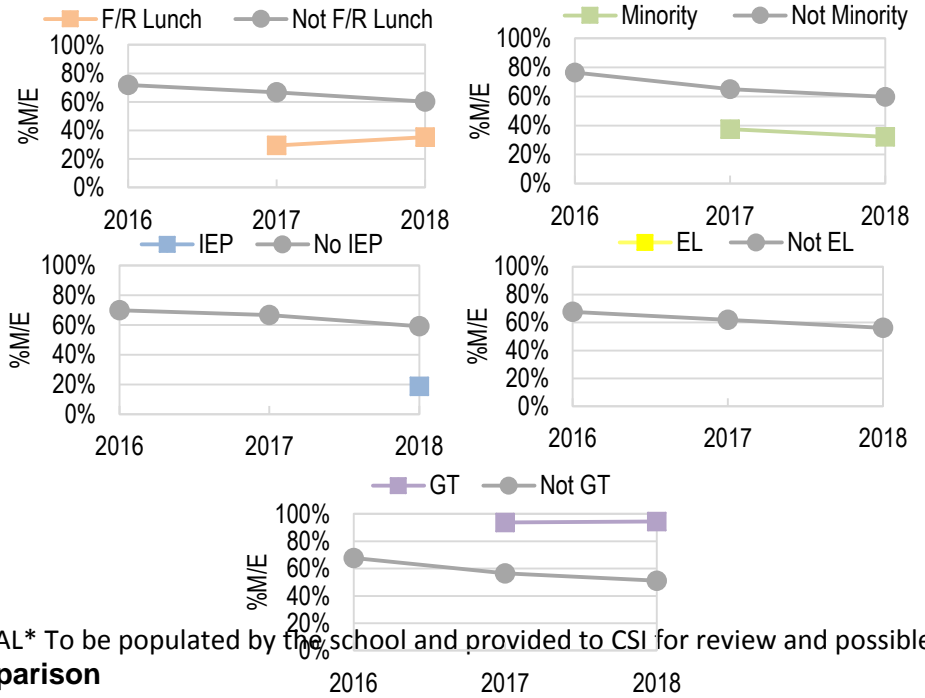 F/R Lunch Not F/R Lunch
100%
80%
60%
40%
20%
0%
%M/E
2016 2017 2018
Minority Not Minority
100%
80%
60%
40%
20%
0%
%M/E
2016 2017 2018
IEP No IEP
100%
80%
60%
40%
20%
0%
%M/E
2016 2017 2018
EL Not EL
100%
80%
60%
40%
20%
0%
%M/E
2016 2017 2018
GT Not GT
100%
80%
60%
40%
20%
0%
%M/E
2016 2017 2018
AL* To be populated by the school and provided to CSI for review and possible
parison